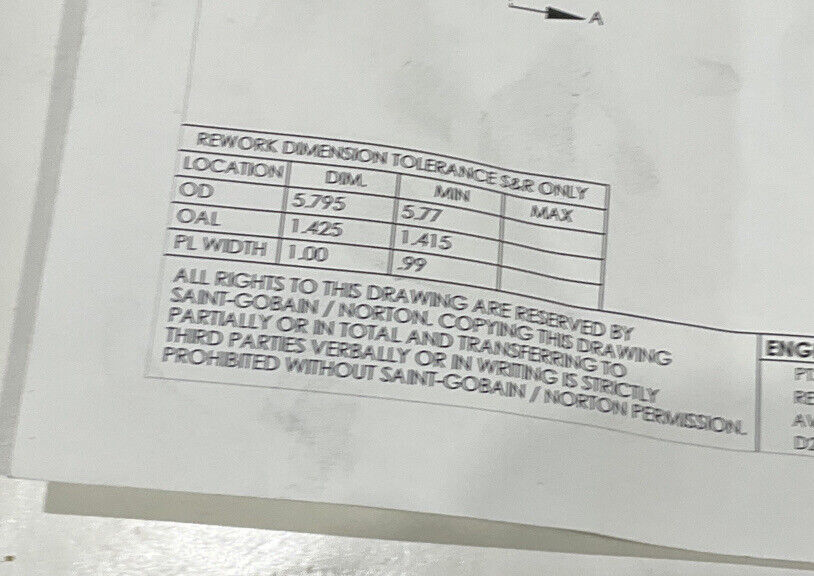 A
REWORK DIMENSION TOLERANCE S&R ONLY
LOCATION DIM. MIN MAX
OD 5.795 5.77
OAL 1.425 1.415
PL WIDTH 1.00 .99
ALL RIGHTS TO THIS DRAWING ARE RESERVED BY
SAINT-GOBAIN / NORTON. COPYING THIS DRAWING
PARTIALLY OR IN TOTAL AND TRANSFERRING TO
THIRD PARTIES VERBALLY OR IN WRITING IS STRICTLY
PROHIBITED WITHOUT SAINT-GOBAIN / NORTON PERMISSION.
ENG
RE
AV